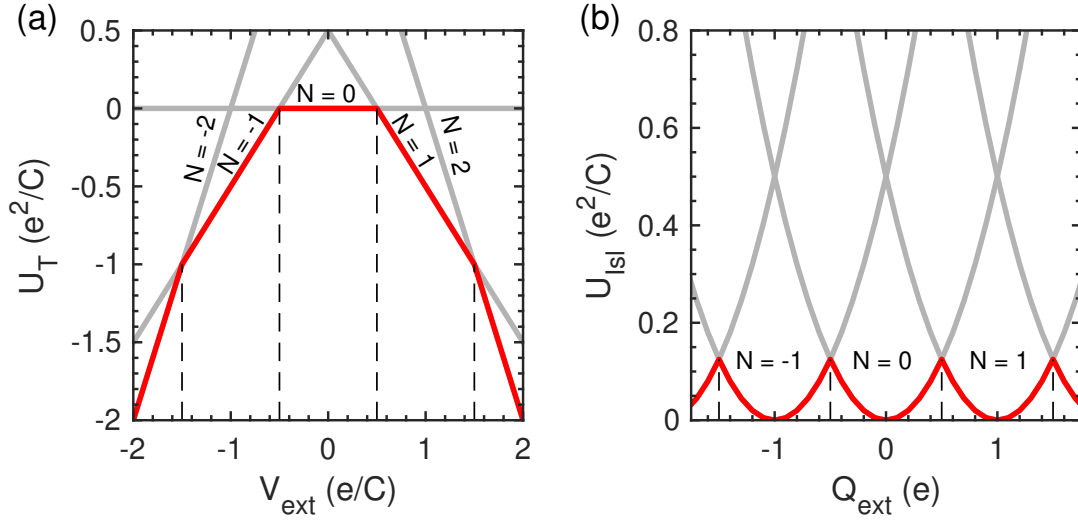 (a)
U_T (e²/C)
0.5
0
-0.5
-1
-1.5
-2
N = 0
N = -2
N = -1
N = 1
N = 2
-2
-1
0
1
2
V_ext (e/C)
(b)
U_Isl (e²/C)
0.8
0.6
0.4
0.2
0
N = -1
N = 0
N = 1
-1
0
1
Q_ext (e)